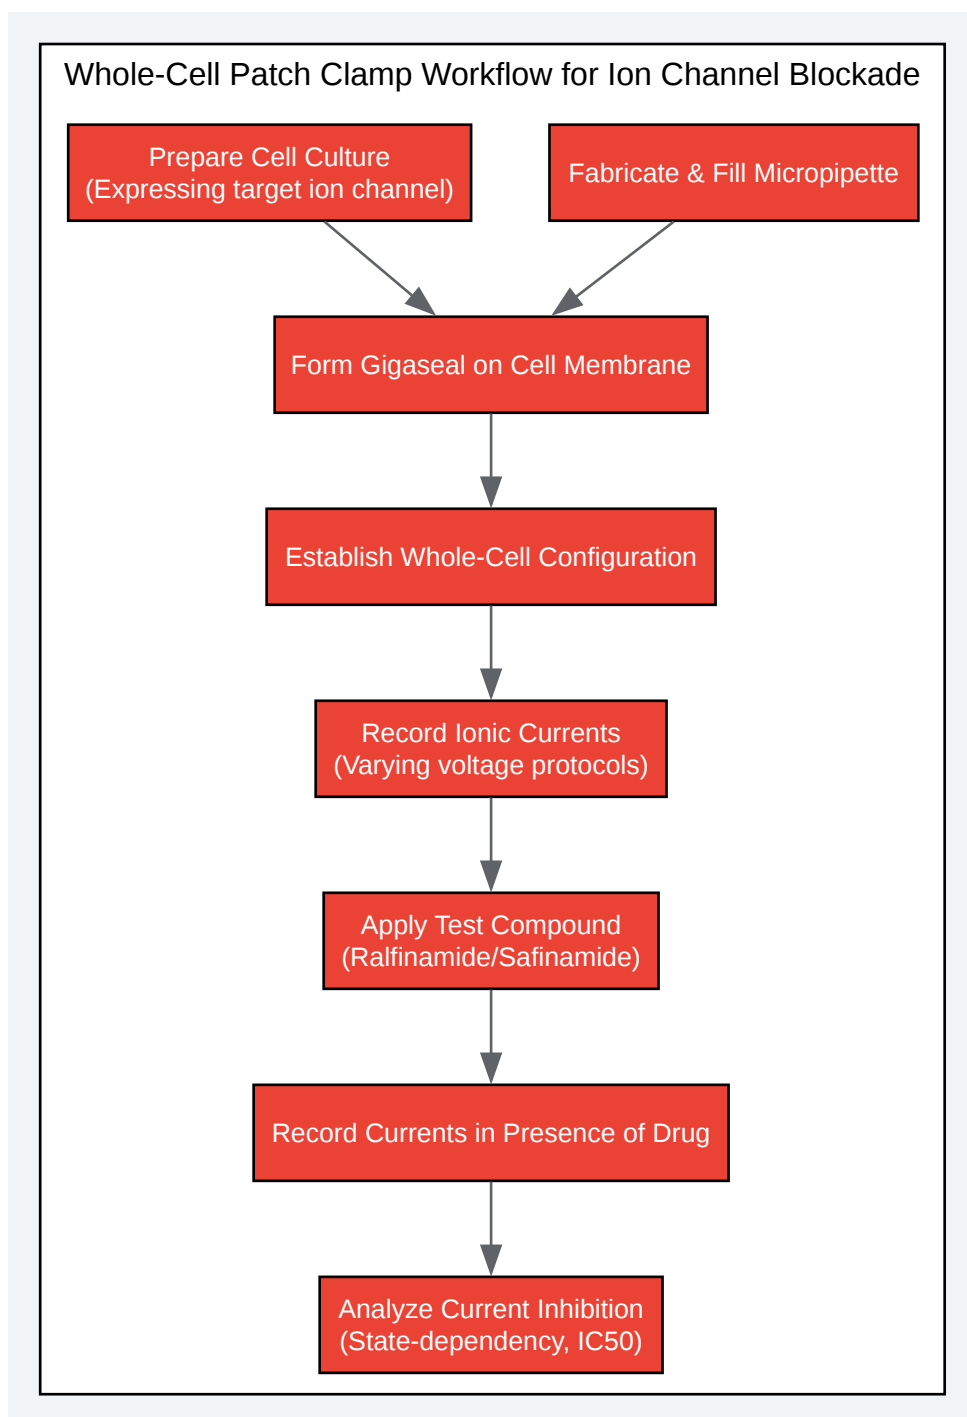 Whole-Cell Patch Clamp Workflow for Ion Channel Blockade
Prepare Cell Culture
(Expressing target ion channel)
Fabricate & Fill Micropipette
Form Gigaseal on Cell Membrane
Establish Whole-Cell Configuration
Record Ionic Currents
(Varying voltage protocols)
Apply Test Compound
(Ralfinamide/Safinamide)
Record Currents in Presence of Drug
Analyze Current Inhibition
(State-dependency, IC50)